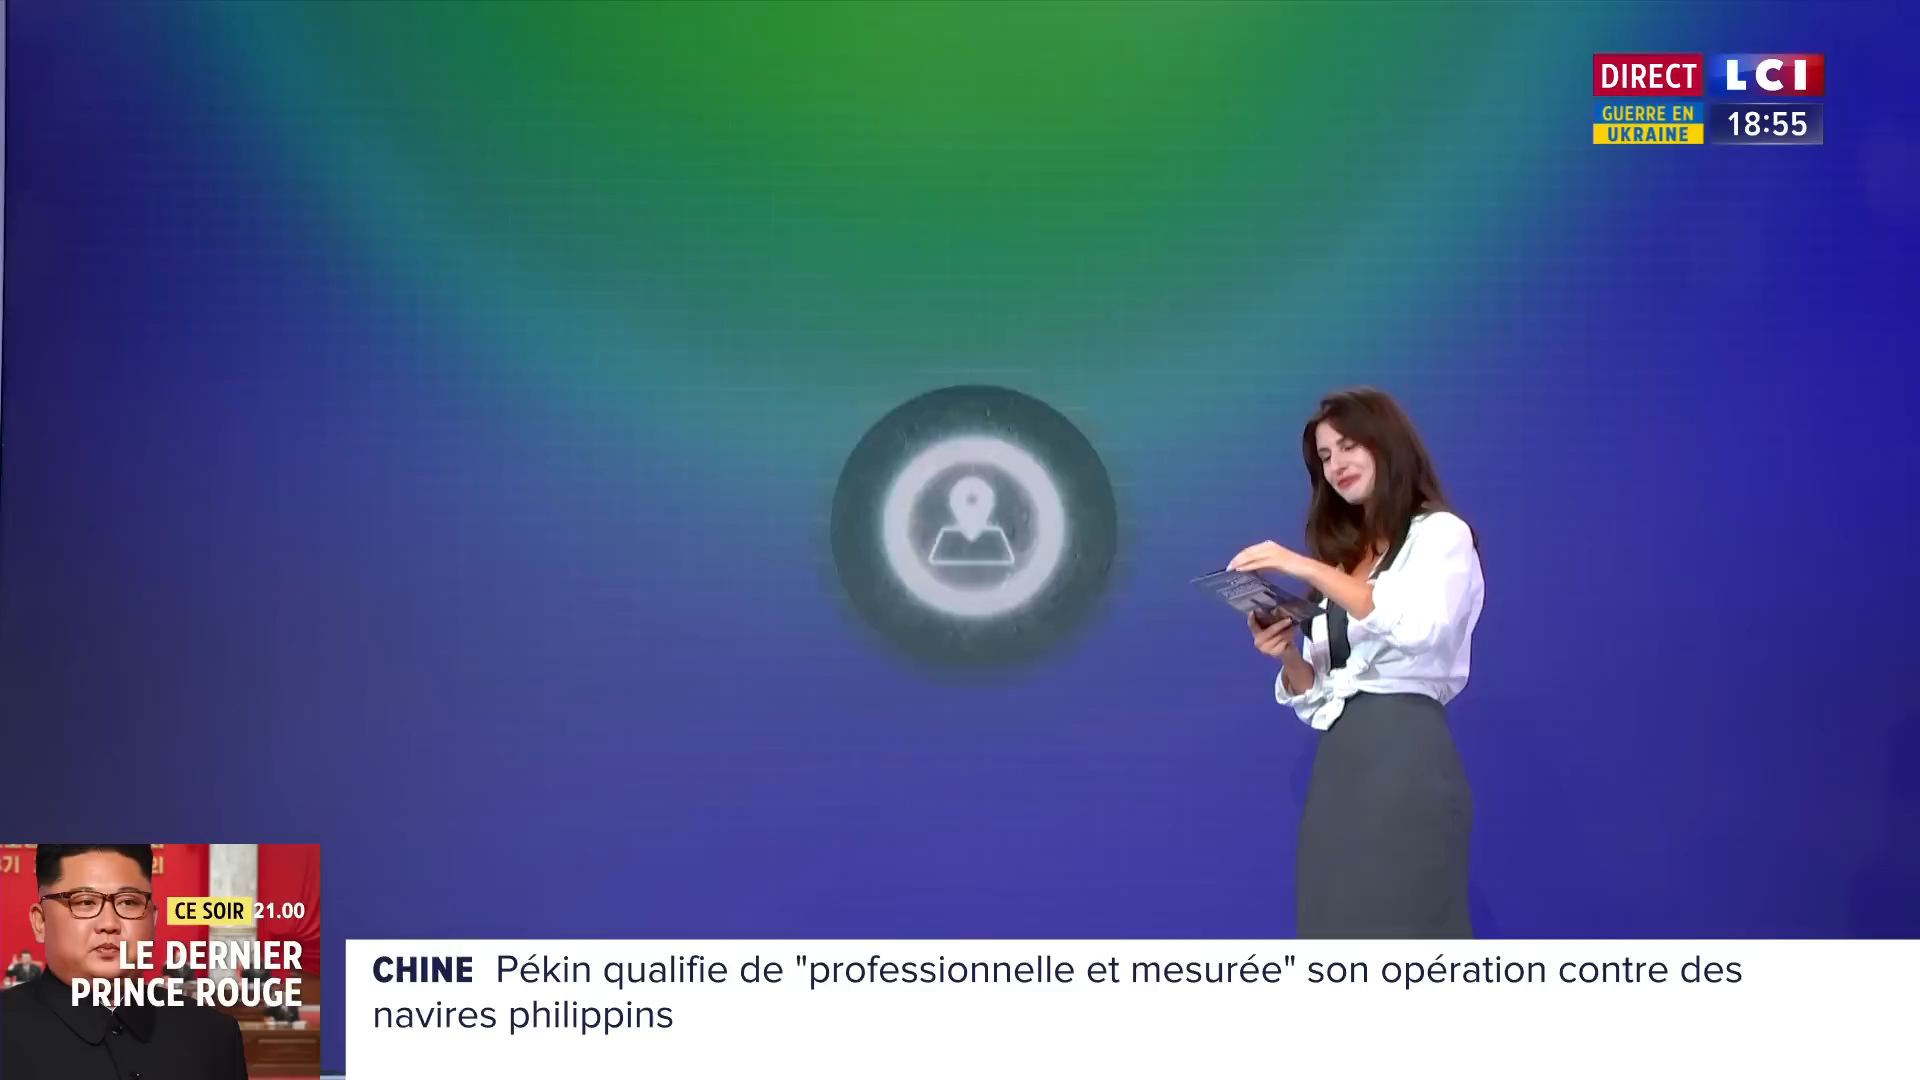 DIRECT LCI
GUERRE EN
UKRAINE
18:55
CE SOIR 21.00
LE DERNIER
PRINCE ROUGE
CHINE Pékin qualifie de "professionnelle et mesurée" son opération contre des
navires philippins